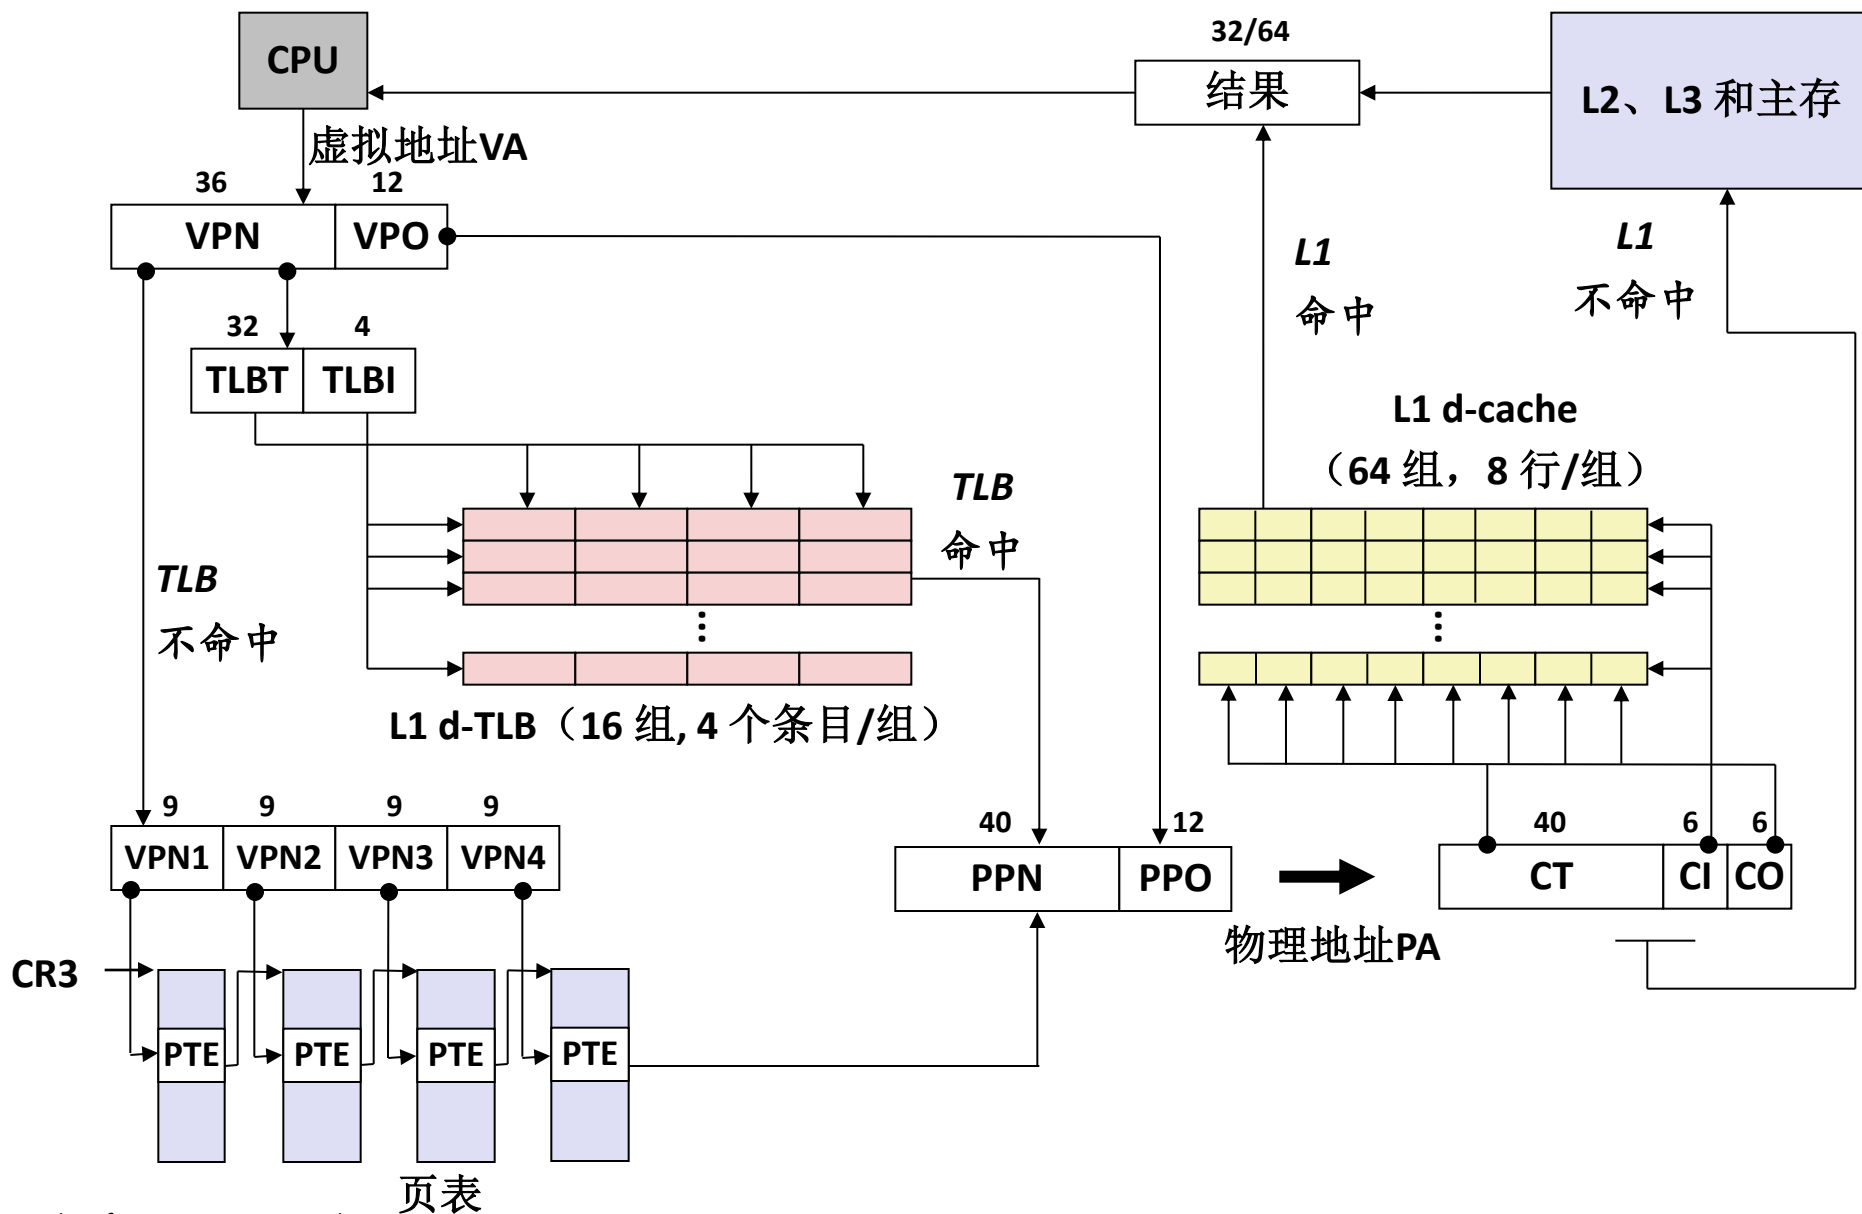 CPU
32/64
结果
L2、L3 和主存
虚拟地址VA
36
12
VPN
VPO
L1
命中
L1
不命中
32
4
TLBT
TLBI
L1 d-cache
（64 组，8 行/组）
TLB
命中
TLB
不命中
...
...
L1 d-TLB（16 组, 4 个条目/组）
9
9
9
9
VPN1
VPN2
VPN3
VPN4
40
12
PPN
PPO
40
6
6
CT
CI
CO
物理地址PA
CR3
PTE
PTE
PTE
PTE
页表